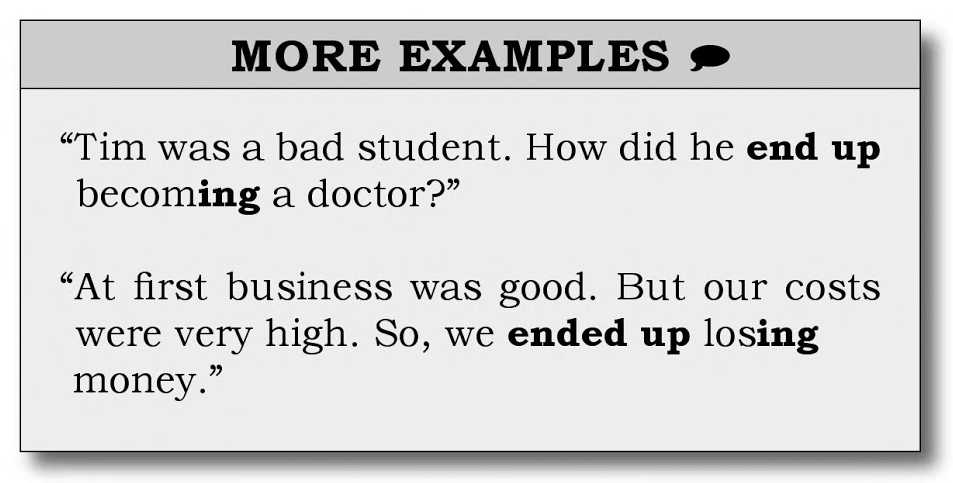 MORE EXAMPLES
“Tim was a bad student. How did he end up
becoming a doctor?”
“At first business was good. But our costs
were very high. So, we ended up losing
money.”